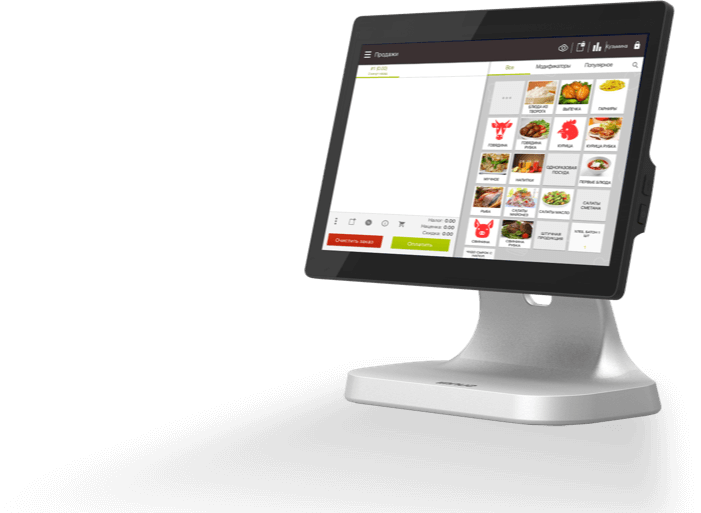 Продажи
Кульмина
Все
Модификаторы
Популярное
БЛЮДА ИЗ
ТВОРОГА
ВЫПЕЧКА
ГАРНИРЫ
ГОВЯДИНА
ГОВЯДИНА
РУБКА
КУРИЦА
КУРИЦА РУБКА
МУЧНОЕ
НАПИТКИ
ОДНОРАЗОВАЯ
ПОСУДА
ПЕРВЫЕ БЛЮДА
РЫБА
САЛАТЫ
МАЙОНЕЗ
САЛАТЫ МАСЛО
САЛАТЫ
СМЕТАНА
СВИНИНА
СВИНИНА
РУБКА
ШТУЧНАЯ
ПРОДУКЦИЯ
Налог: 0.00
Наценка: 0.00
Скидка: 0.00
Очистить заказ
Оплатить